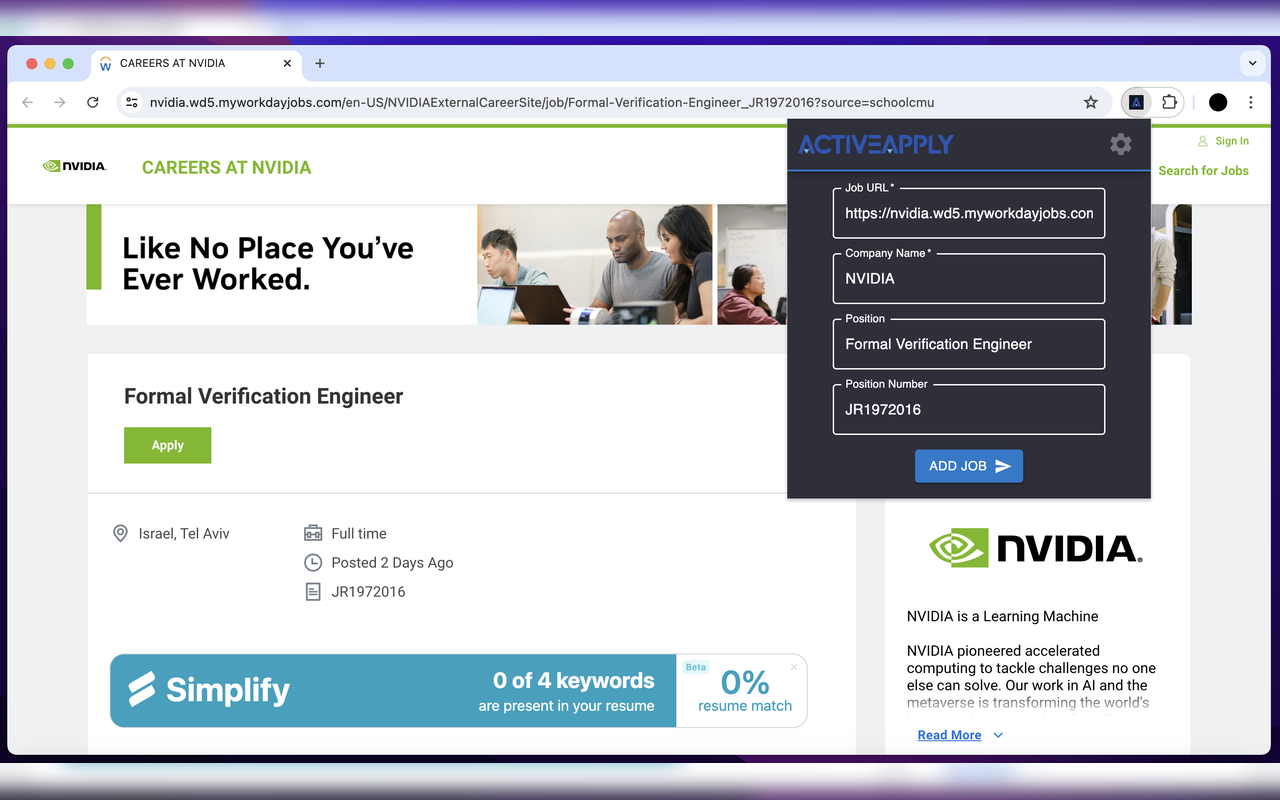 CAREERS AT NVIDIA
nvidia.wd5.myworkdayjobs.com/en-US/NVIDIAExternalCareerSite/job/Formal-Verification-Engineer_JR1972016?source=schoolcmu
NVIDIA.
CAREERS AT NVIDIA
Sign In
Search for Jobs
Like No Place You’ve
Ever Worked.
ACTIVEAPPLY
Job URL*
https://nvidia.wd5.myworkdayjobs.com
Company Name*
NVIDIA
Position
Formal Verification Engineer
Position Number
JR1972016
ADD JOB
Formal Verification Engineer
Apply
Israel, Tel Aviv
Full time
Posted 2 Days Ago
JR1972016
Simplify
0 of 4 keywords
are present in your resume
Beta
0%
resume match
NVIDIA.
NVIDIA is a Learning Machine
NVIDIA pioneered accelerated
computing to tackle challenges no one
else can solve. Our work in AI and the
metaverse is transforming the world's
Read More